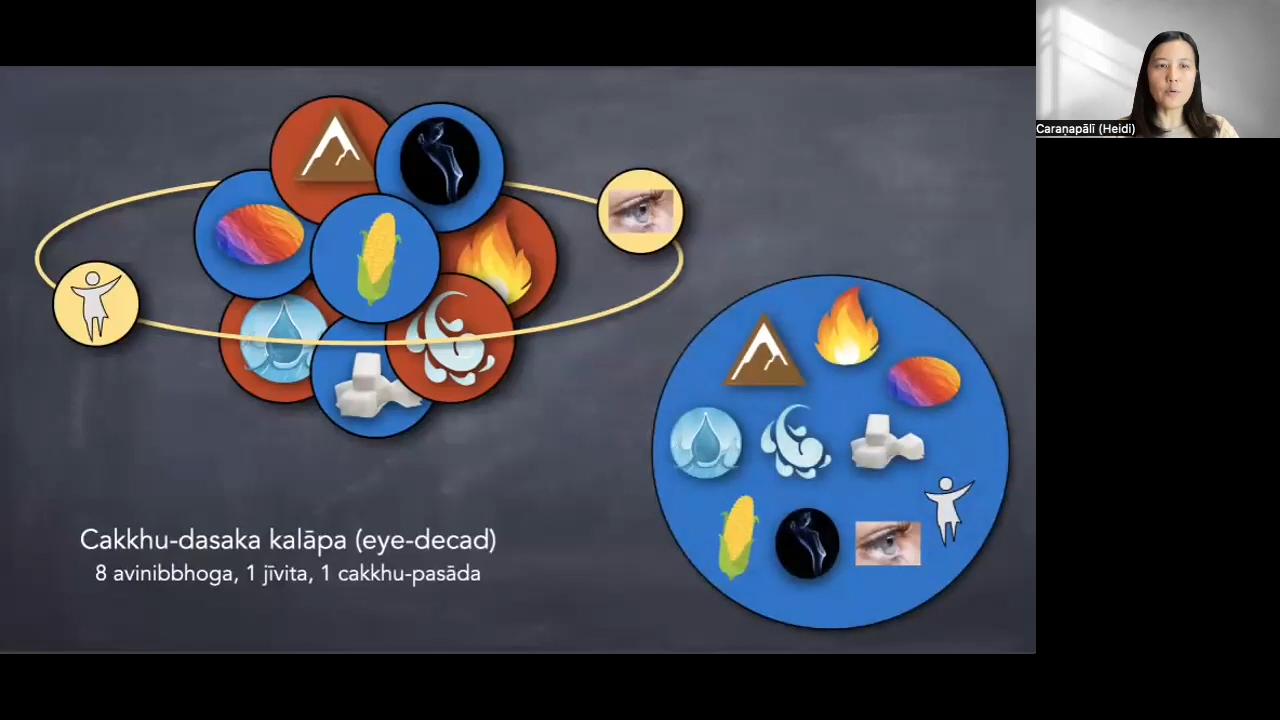 Caraṇapālī (Heidi)
Cakkhu-dasaka kalāpa (eye-decad)
8 avinibbhoga, 1 jīvita, 1 cakkhu-pasāda